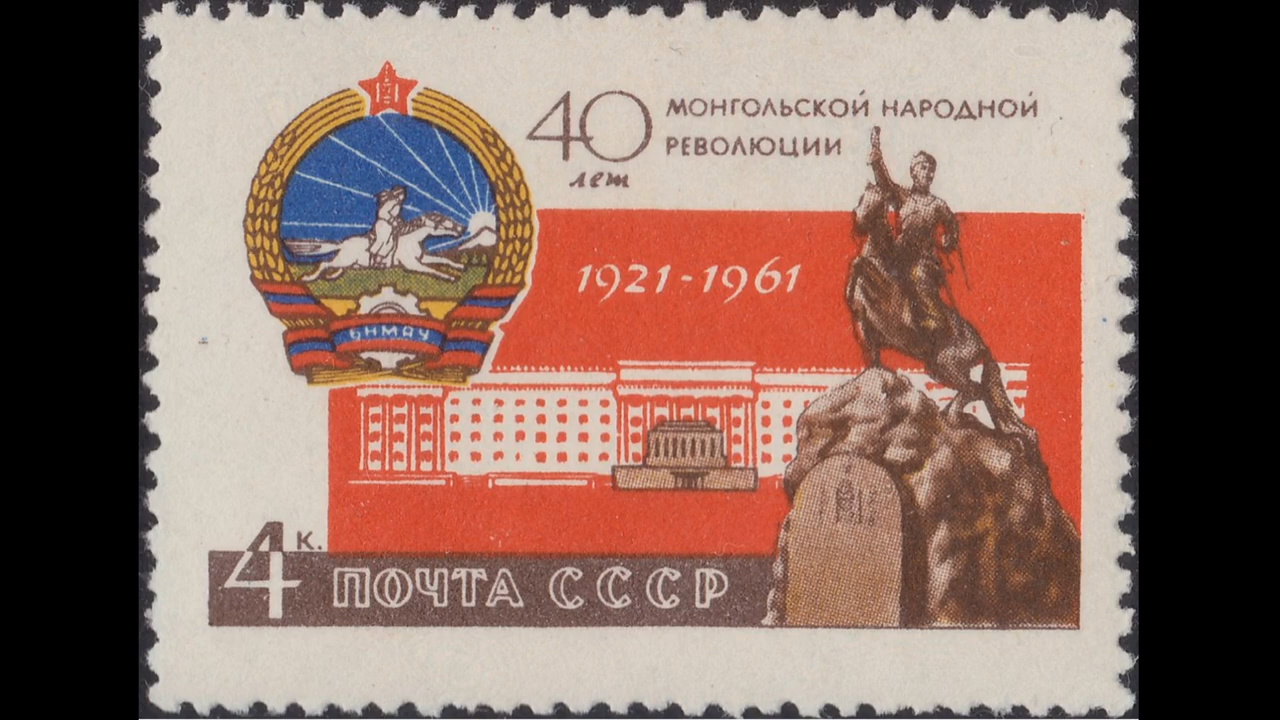 40 МОНГОЛЬСКОЙ НАРОДНОЙ
лет РЕВОЛЮЦИИ
1921-1961
БНМАУ
4 к. ПОЧТА СССР